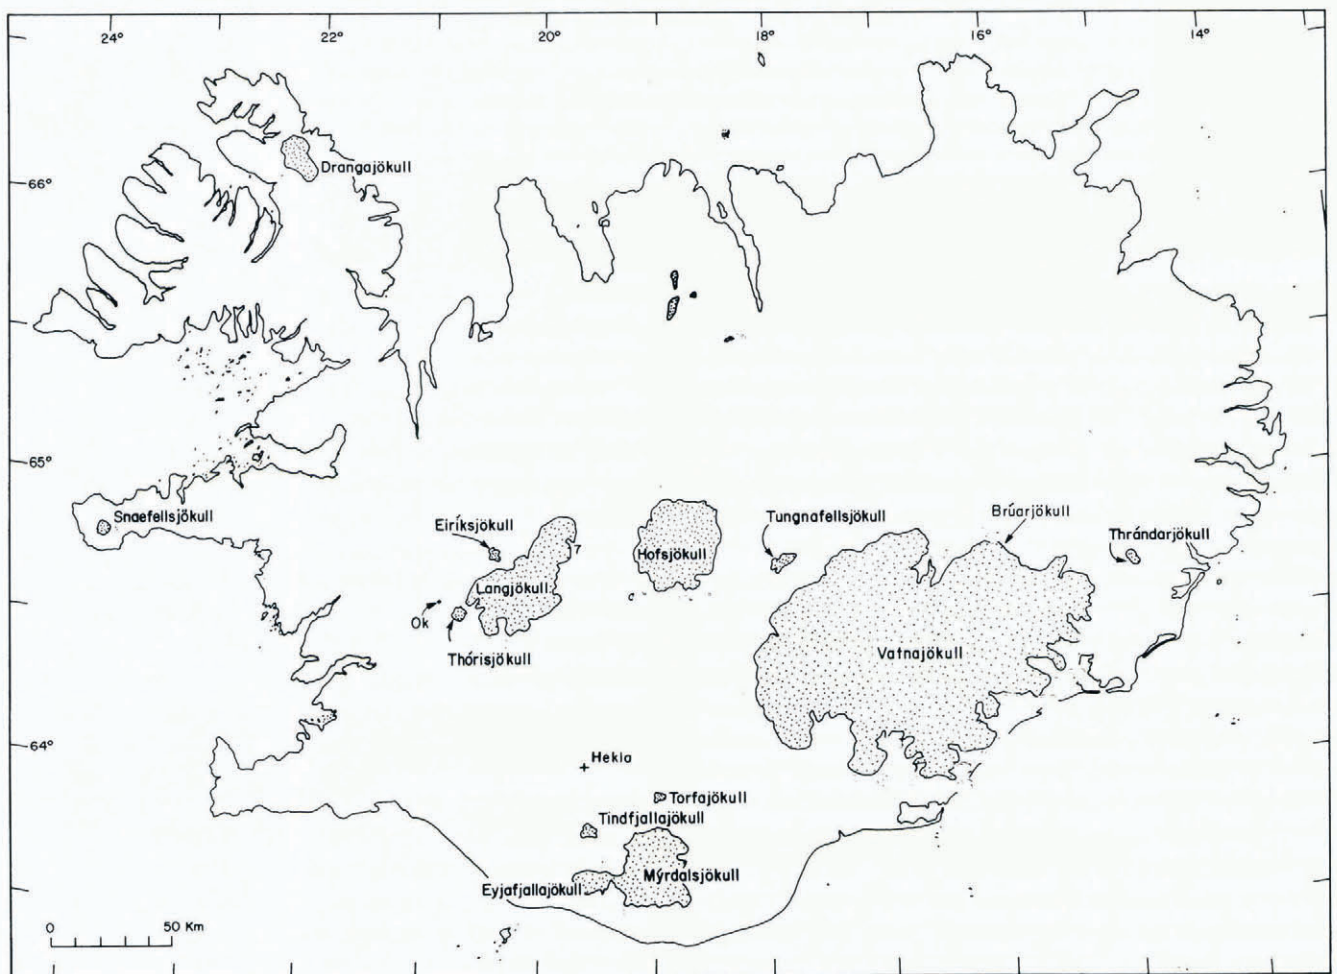 24° 22° 20° 18° 16° 14°
Drangajökull
66°
65°
Snaefellsjökull
Eiríksjökull
Tungnafellsjökull
Brúarjökull
Thrándarjökull
Hofsjökull
Langjökull
Ok
Thórisjökull
Vatnajökull
64°
Hekla
Torfajökull
Tindfjallajökull
Mýrdalsjökull
Eyjafjallajökull
0 50 Km